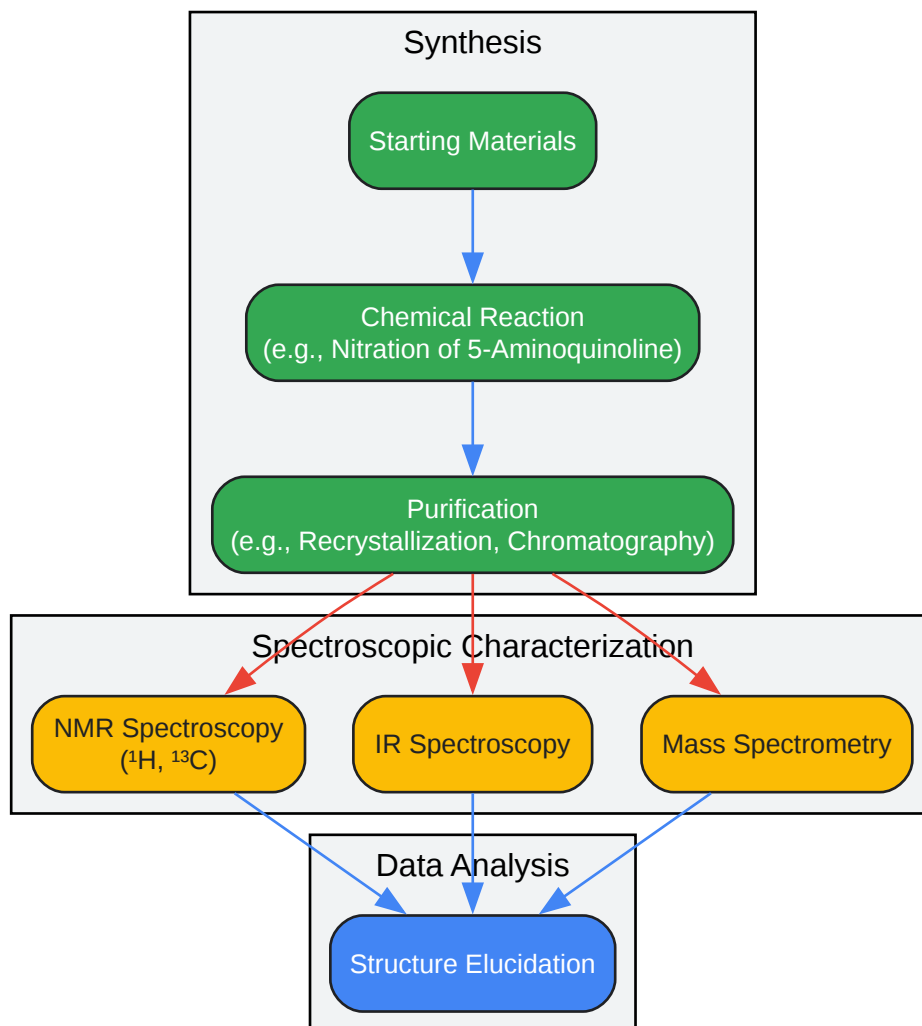 Synthesis
Starting Materials
Chemical Reaction
(e.g., Nitration of 5-Aminoquinoline)
Purification
(e.g., Recrystallization, Chromatography)
Spectroscopic Characterization
NMR Spectroscopy
(¹H, ¹³C)
IR Spectroscopy
Mass Spectrometry
Data Analysis
Structure Elucidation